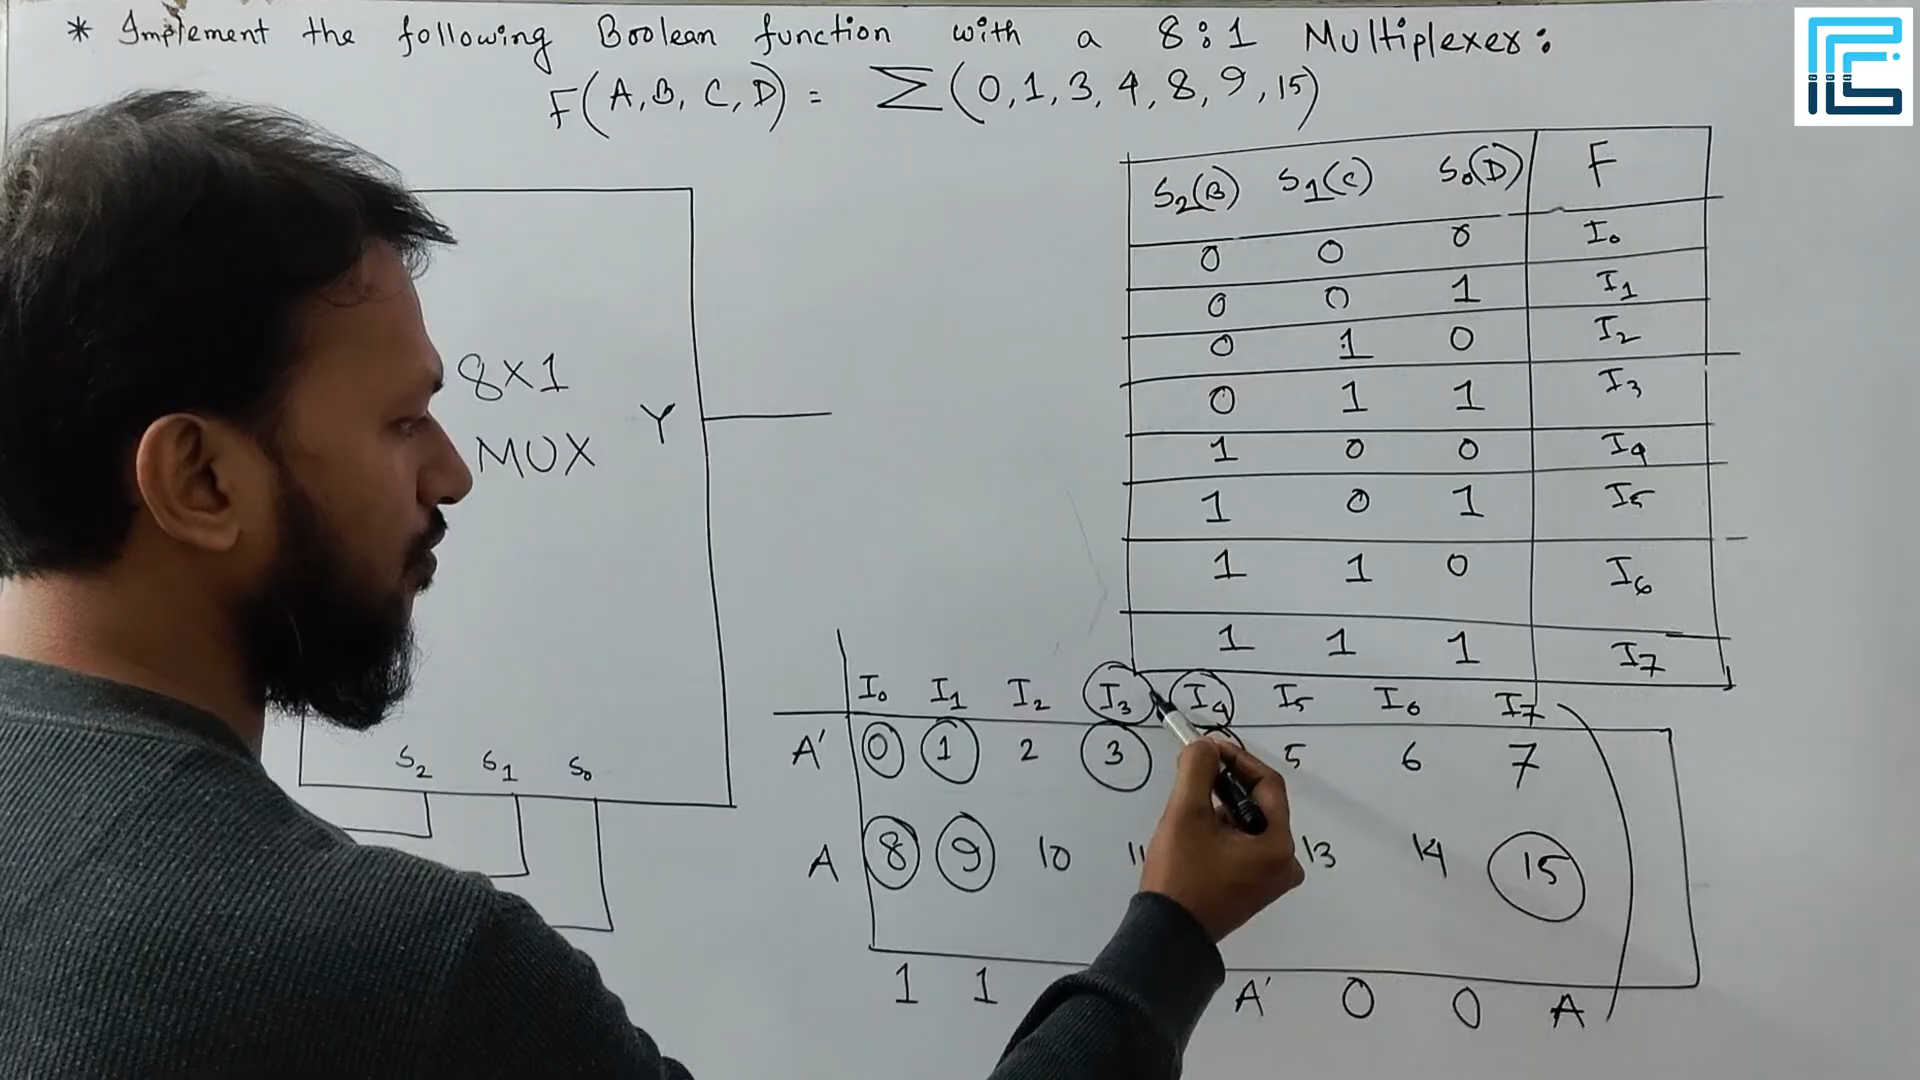 * Implement the following Boolean function with a 8:1 Multiplexer:
F(A, B, C, D) = Σ(0, 1, 3, 4, 8, 9, 15)
S2(B) S1(C) S0(D) F
0 0 0 I0
0 0 1 I1
0 1 0 I2
0 1 1 I3
1 0 0 I4
1 0 1 I5
1 1 0 I6
1 1 1 I7
8X1
MUX
Y
S2 S1 S0
I0 I1 I2 I3 I4 I5 I6 I7
A' 0 1 2 3 5 6 7
A 8 9 10 11 13 14 15
1 1 A' 0 0 A